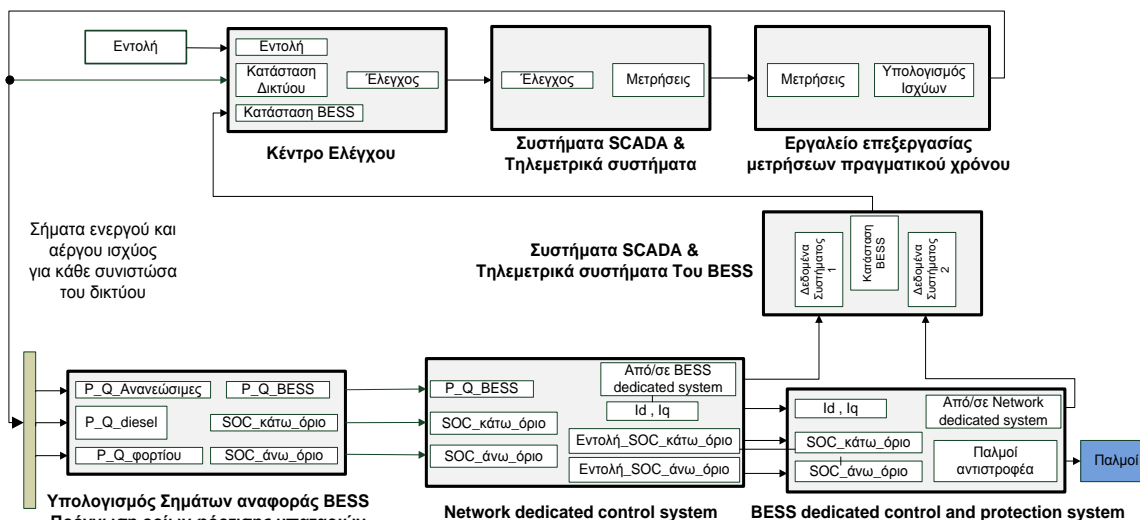 Εντολή
Εντολή
Κατάσταση
Δικτύου
Κατάσταση BESS
Έλεγχος
Κέντρο Ελέγχου
Έλεγχος
Μετρήσεις
Συστήματα SCADA &
Τηλεμετρικά συστήματα
Μετρήσεις
Υπολογισμός
Ισχύων
Εργαλείο επεξεργασίας
μετρήσεων πραγματικού χρόνου
Σήματα ενεργού και
αέργου ισχύος
για κάθε συνιστώσα
του δικτύου
Συστήματα SCADA &
Τηλεμετρικά συστήματα Του BESS
Δεδομένα
Συστήματος
1
Κατάσταση
BESS
Δεδομένα
Συστήματος
2
P_Q_Ανανεώσιμες
P_Q_diesel
P_Q_φορτίου
P_Q_BESS
SOC_κάτω_όριο
SOC_άνω_όριο
Υπολογισμός Σημάτων αναφοράς BESS
Πρόγνωση ορίων φόρτισης μπαταριών
P_Q_BESS
SOC_κάτω_όριο
SOC_άνω_όριο
Από/σε BESS
dedicated system
Id , Iq
Εντολή_SOC_κάτω_όριο
Εντολή_SOC_άνω_όριο
Network dedicated control system
Id , Iq
SOC_κάτω_όριο
SOC_άνω_όριο
Από/σε Network
dedicated system
Παλμοί
αντιστροφέα
BESS dedicated control and protection system
Παλμοί